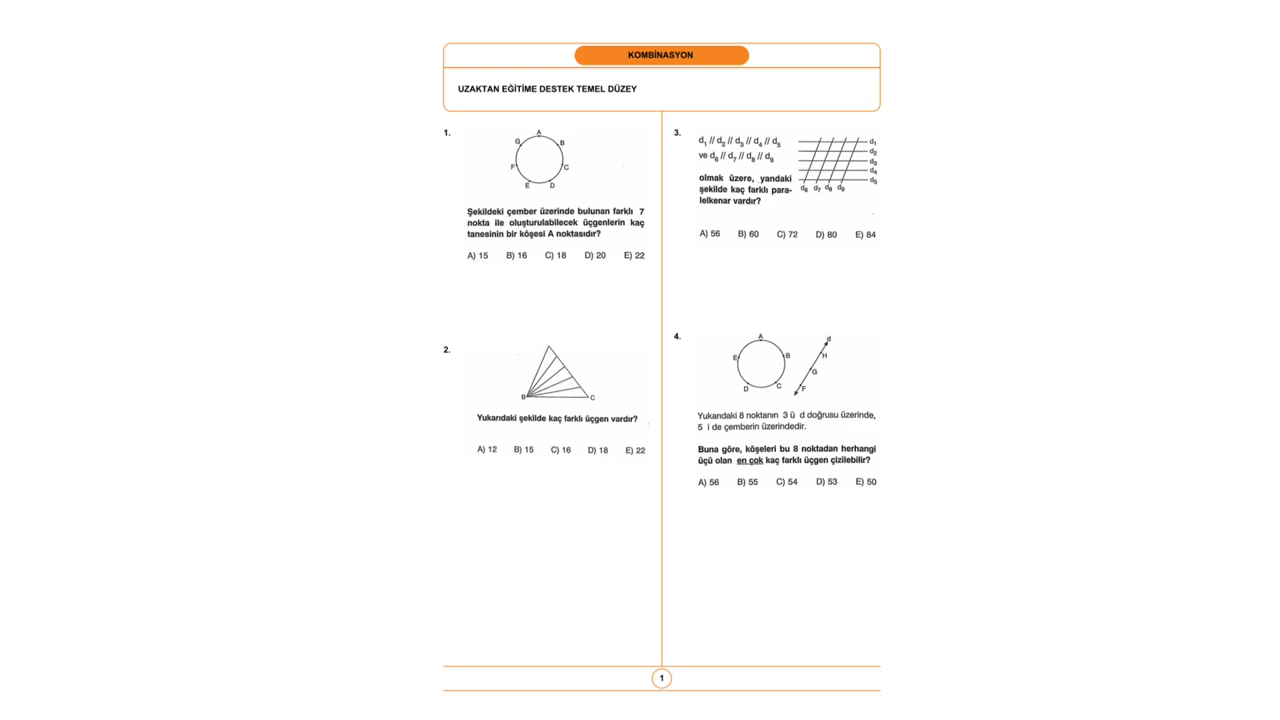 KOMBİNASYON
UZAKTAN EĞİTİME DESTEK TEMEL DÜZEY
1.
A
G
B
F
C
E
D
Şekildeki çember üzerinde bulunan farklı 7
nokta ile oluşturulabilecek üçgenlerin kaç
tanesinin bir köşesi A noktasıdır?
A) 15 B) 16 C) 18 D) 20 E) 22
2.
B
C
Yukarıdaki şekilde kaç farklı üçgen vardır?
A) 12 B) 15 C) 16 D) 18 E) 22
3.
d₁ // d₂ // d₃ // d₄ // d₅
ve d₆ // d₇ // d₈ // d₉
olmak üzere, yandaki
şekilde kaç farklı para-
lelkenar vardır?
d₁
d₂
d₃
d₄
d₅
d₆ d₇ d₈ d₉
A) 56 B) 60 C) 72 D) 80 E) 84
4.
A
E
B
D
C
d
H
G
F
Yukarıdaki 8 noktanın 3 ü d doğrusu üzerinde,
5 i de çemberin üzerindedir.
Buna göre, köşeleri bu 8 noktadan herhangi
üçü olan en çok kaç farklı üçgen çizilebilir?
A) 56 B) 55 C) 54 D) 53 E) 50
1